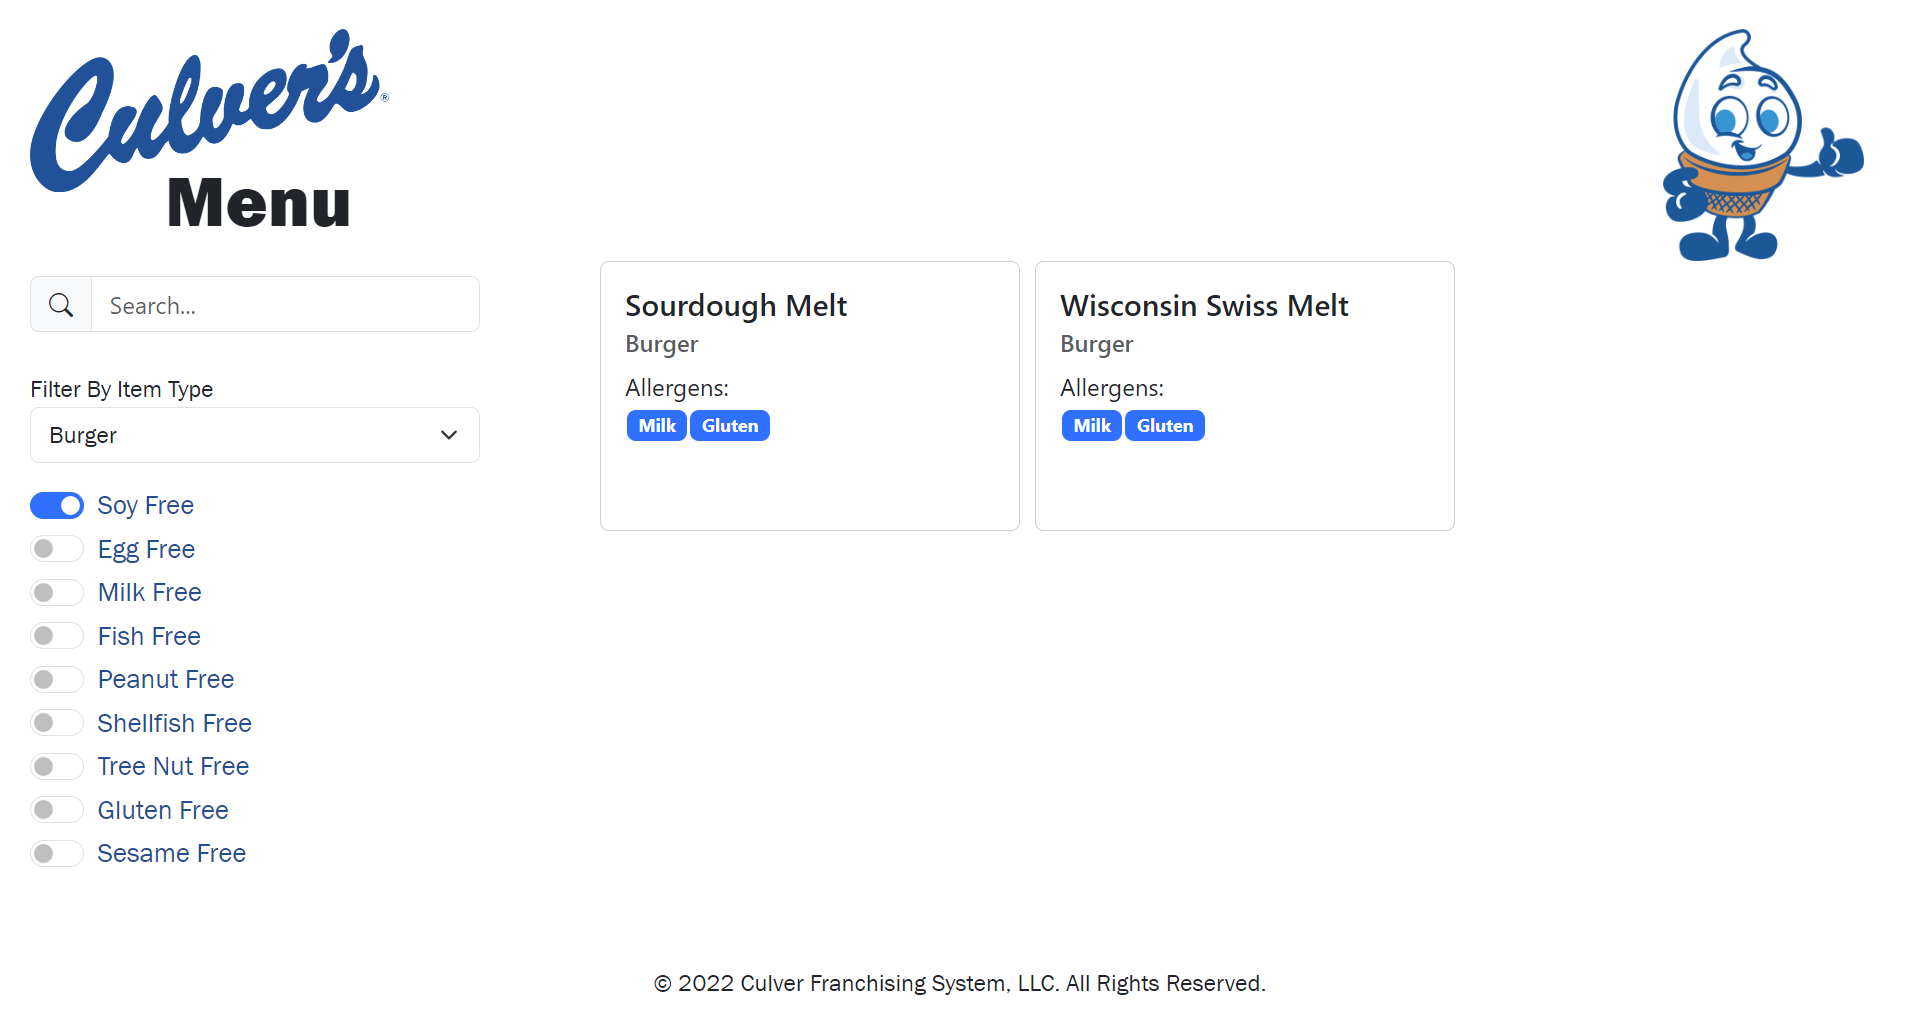 Culver's®
Menu
Search...
Filter By Item Type
Burger
Soy Free
Egg Free
Milk Free
Fish Free
Peanut Free
Shellfish Free
Tree Nut Free
Gluten Free
Sesame Free
Sourdough Melt
Burger
Allergens:
Milk Gluten
Wisconsin Swiss Melt
Burger
Allergens:
Milk Gluten
© 2022 Culver Franchising System, LLC. All Rights Reserved.